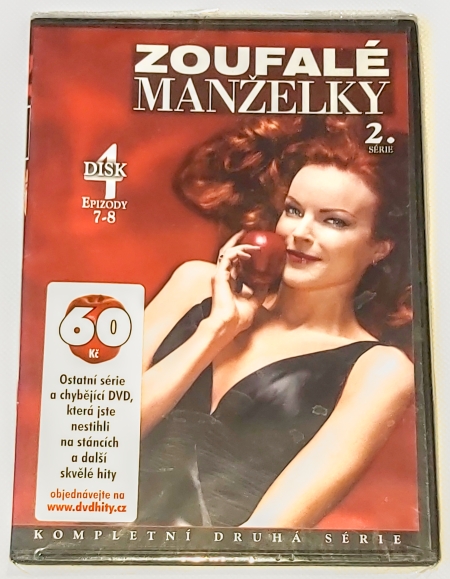 ZOUFALÉ
MANŽELKY
2.
SÉRIE
4
DISK
EPIZODY
7-8
60
Kč
Ostatní série
a chybějící DVD,
která jste
nestihli
na stáncích
a další
skvělé hity
objednávejte na
www.dvdhity.cz
KOMPLETNÍ DRUHÁ SÉRIE